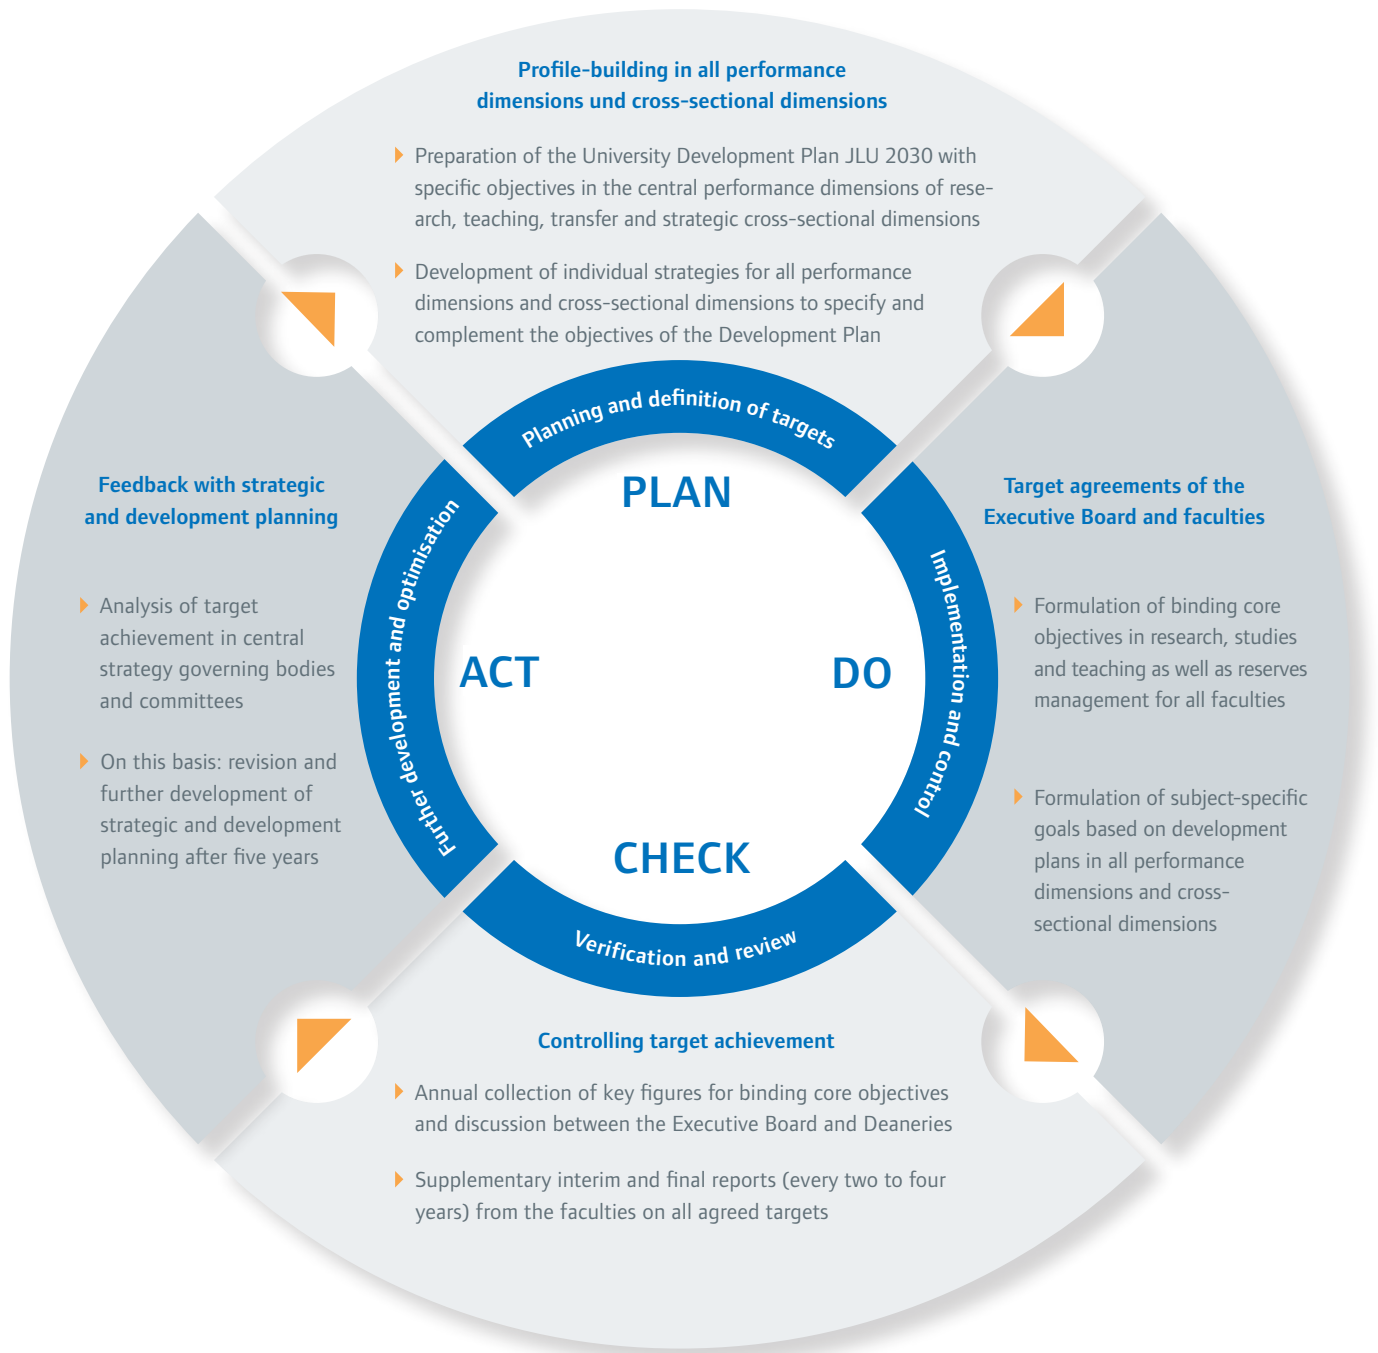 Profile-building in all performance
dimensions und cross-sectional dimensions
Preparation of the University Development Plan JLU 2030 with
specific objectives in the central performance dimensions of rese-
arch, teaching, transfer and strategic cross-sectional dimensions
Development of individual strategies for all performance
dimensions and cross-sectional dimensions to specify and
complement the objectives of the Development Plan
Planning and definition of targets
PLAN
Target agreements of the
Executive Board and faculties
Formulation of binding core
objectives in research, studies
and teaching as well as reserves
management for all faculties
Formulation of subject-specific
goals based on development
plans in all performance
dimensions and cross-
sectional dimensions
Implementation and control
DO
CHECK
Verification and review
Controlling target achievement
Annual collection of key figures for binding core objectives
and discussion between the Executive Board and Deaneries
Supplementary interim and final reports (every two to four
years) from the faculties on all agreed targets
Feedback with strategic
and development planning
Analysis of target
achievement in central
strategy governing bodies
and committees
On this basis: revision and
further development of
strategic and development
planning after five years
Further development and optimisation
ACT